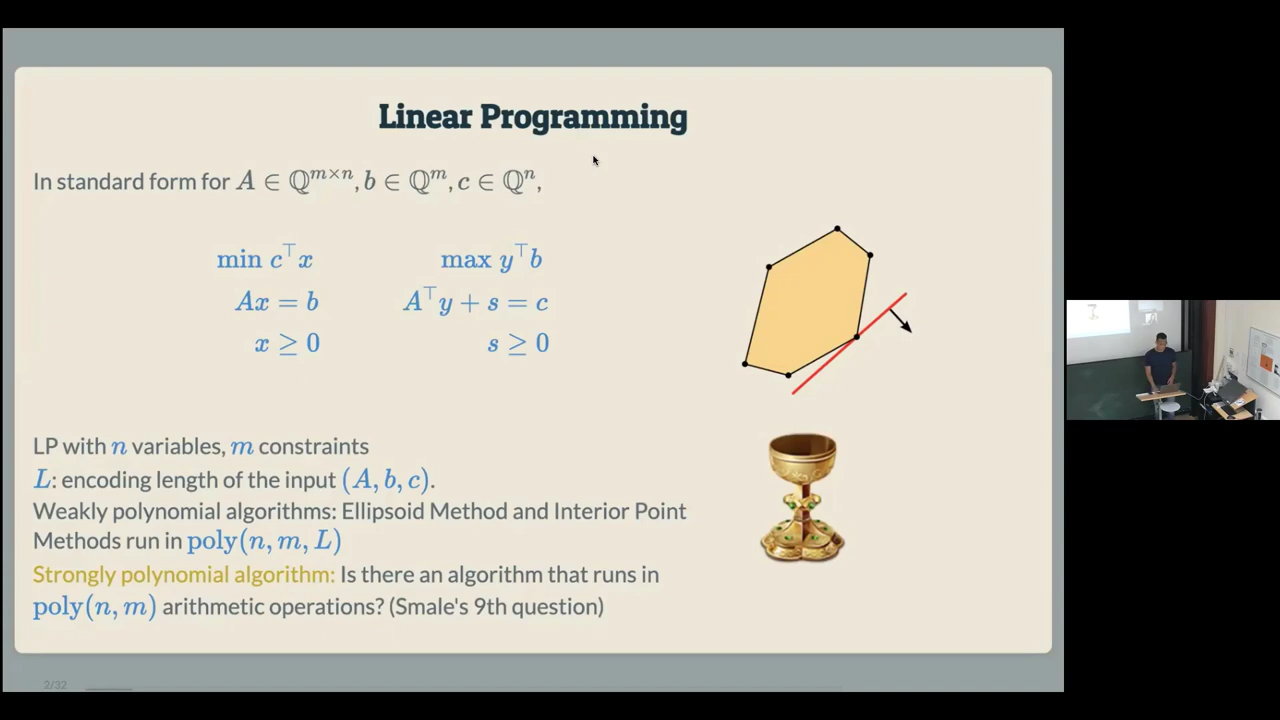 Linear Programming
In standard form for A ∈ ℚ^{m×n}, b ∈ ℚ^m, c ∈ ℚ^n,
min c^⊤x max y^⊤b
Ax = b A^⊤y + s = c
x ≥ 0 s ≥ 0
LP with n variables, m constraints
L: encoding length of the input (A, b, c).
Weakly polynomial algorithms: Ellipsoid Method and Interior Point
Methods run in poly(n, m, L)
Strongly polynomial algorithm: Is there an algorithm that runs in
poly(n, m) arithmetic operations? (Smale's 9th question)
2/32